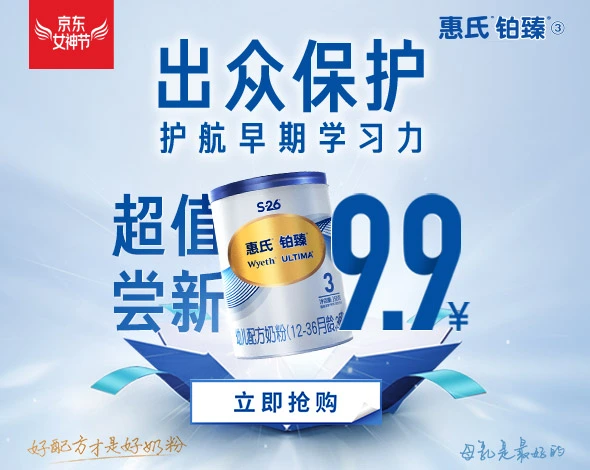 京东
女神节
惠氏® 铂臻® ③
出众保护
护航早期学习力
超值
尝新
9.9¥
S-26
惠氏® 铂臻®
Wyeth® ULTIMA®
3
幼儿配方奶粉(12-36月龄,3段)
立即抢购
好配方才是好奶粉
母乳是最好的